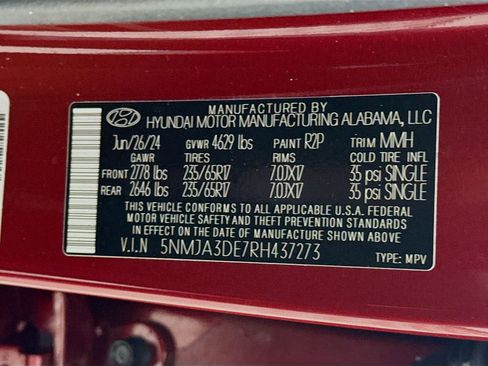 MANUFACTURED BY
HYUNDAI MOTOR MANUFACTURING ALABAMA, LLC
Jun/26/24 GVWR 4629 lbs PAINT R2P TRIM MMH
GAWR TIRES RIMS COLD TIRE INFL
FRONT 2778 lbs 235/65R17 7.0JX17 35 psi SINGLE
REAR 2646 lbs 235/65R17 7.0JX17 35 psi SINGLE
THIS VEHICLE CONFORMS TO ALL APPLICABLE U.S.A. FEDERAL
MOTOR VEHICLE SAFETY AND THEFT PREVENTION STANDARDS
IN EFFECT ON THE DATE OF MANUFACTURE SHOWN ABOVE.
V.I.N 5NMJA3DE7RH437273
TYPE: MPV